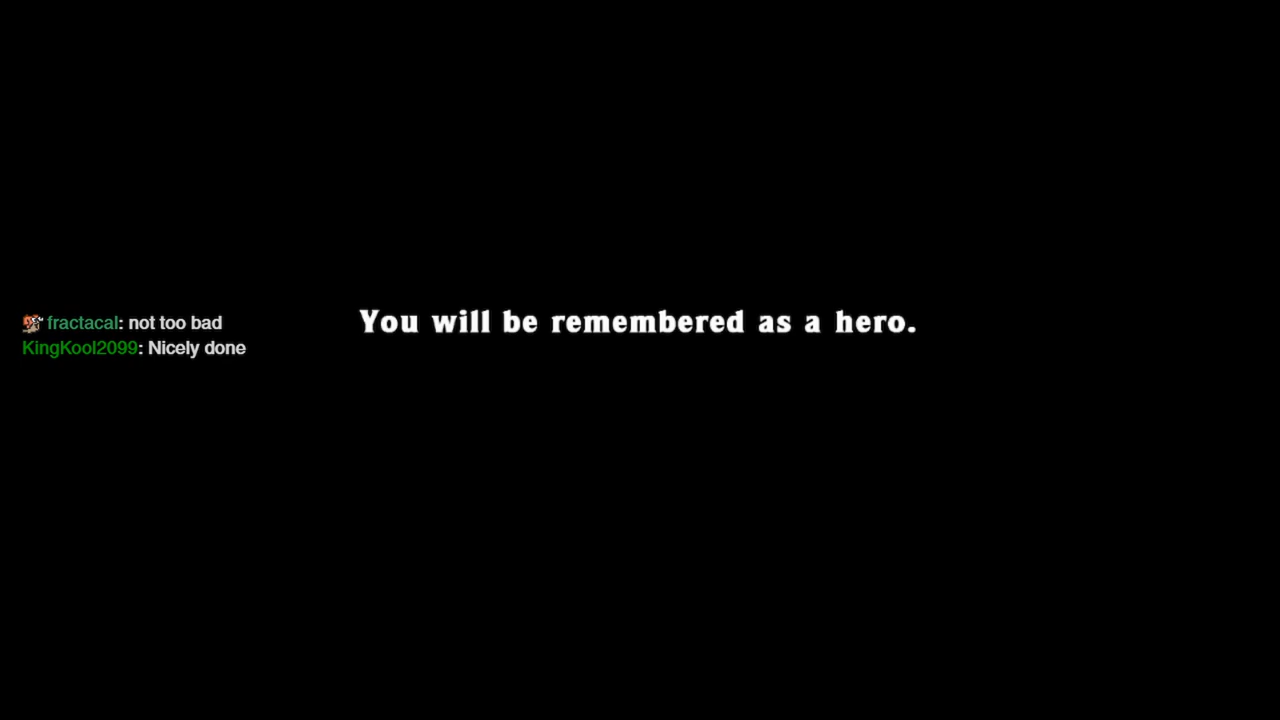 fractacal: not too bad
KingKool2099: Nicely done
You will be remembered as a hero.